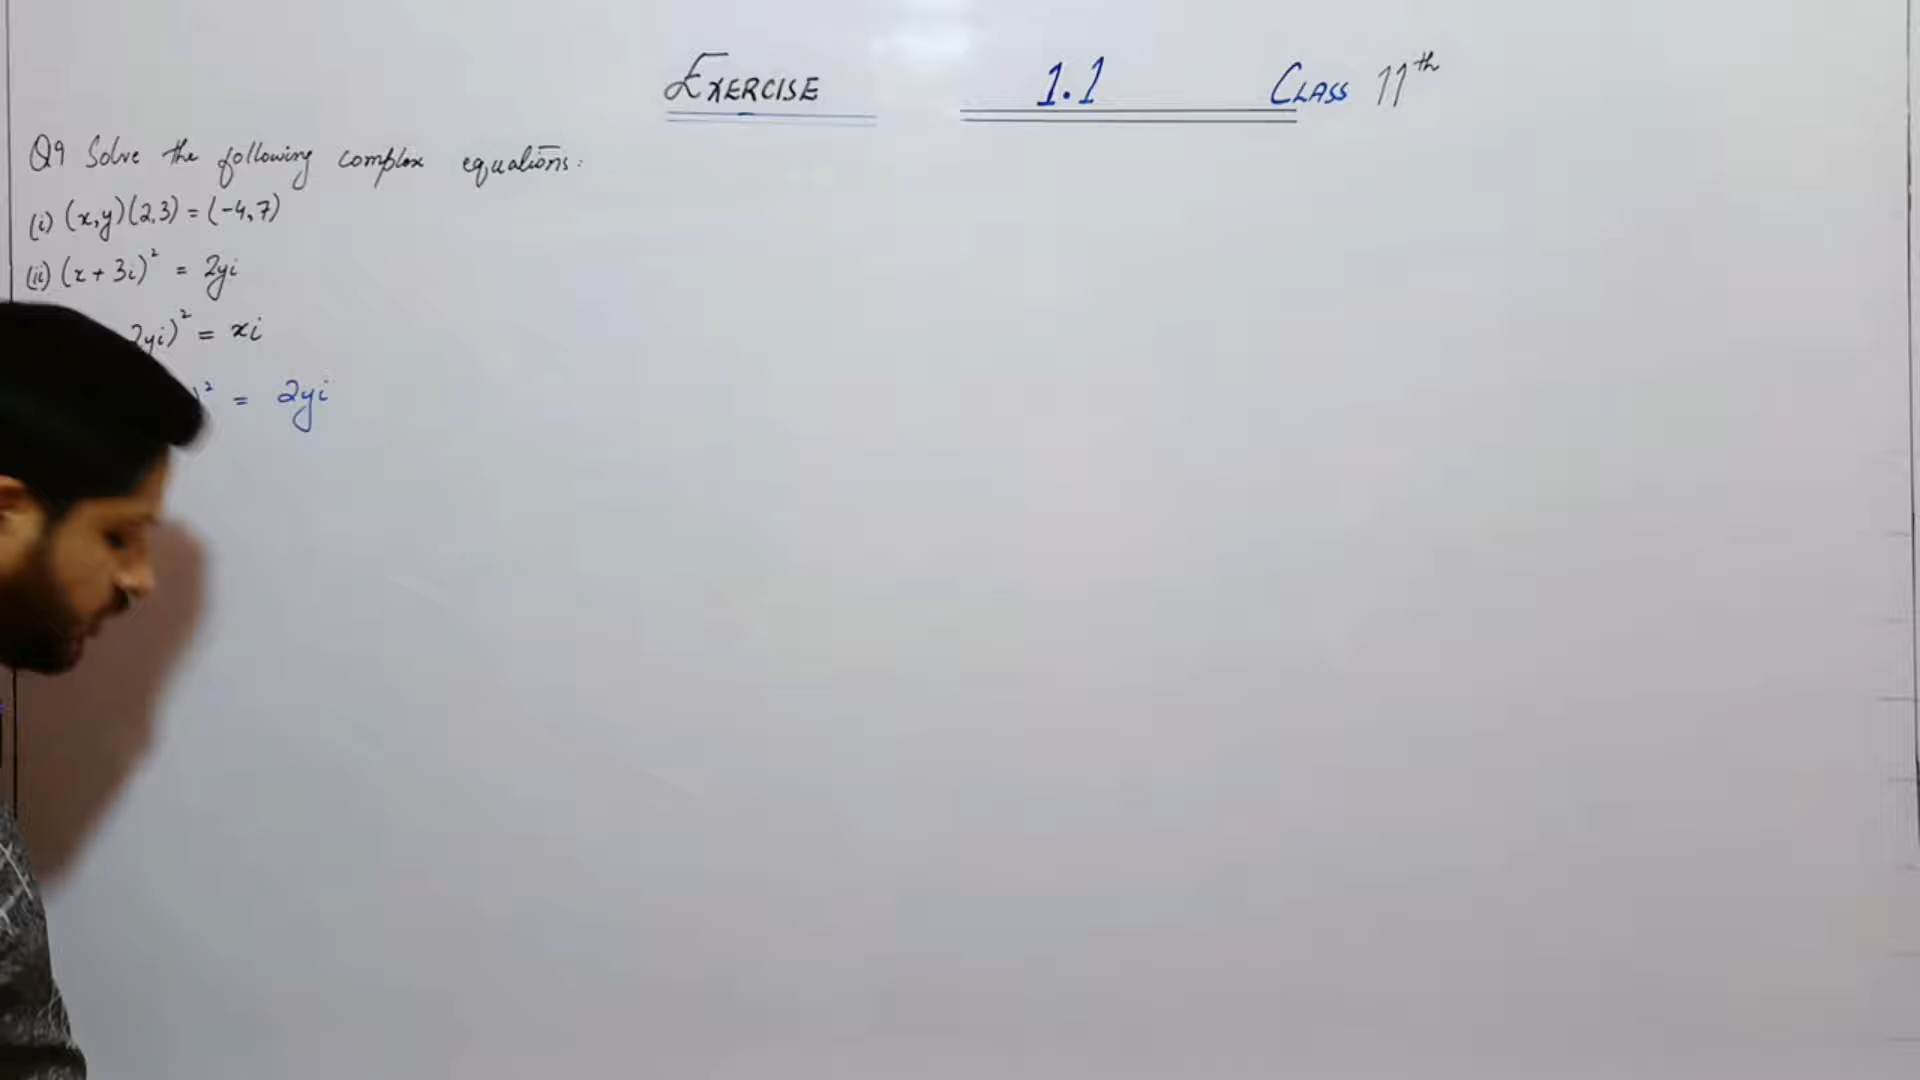 EXERCISE 1.1 CLASS 11th
Q9 Solve the following complex equations:
(i) (x,y)(2,3) = (-4,7)
(ii) (x + 3i)² = 2yi
2yi)² = xi
)² = 2yi